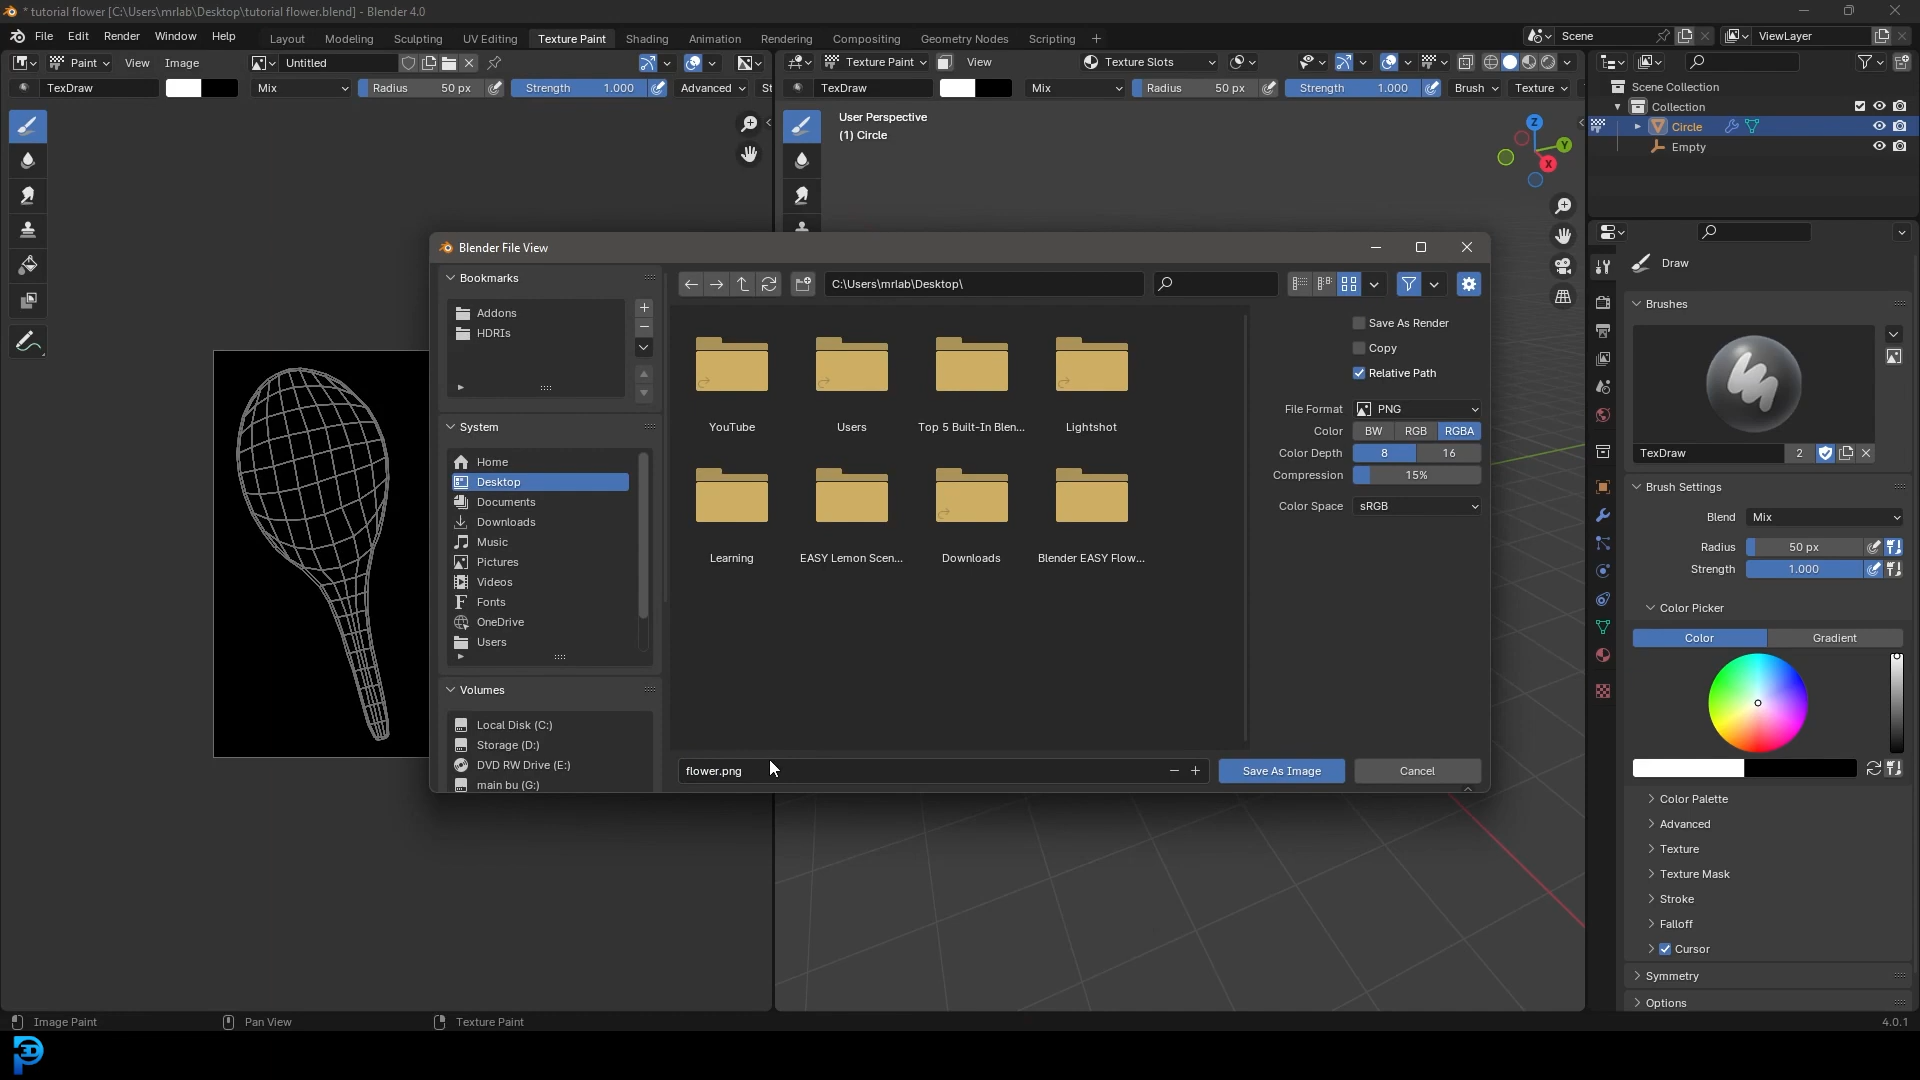 * tutorial flower [C:\Users\mrlab\Desktop\tutorial flower.blend] - Blender 4.0
File Edit Render Window Help Layout Modeling Sculpting UV Editing Texture Paint Shading Animation Rendering Compositing Geometry Nodes Scripting + Scene ViewLayer
Paint View Image Untitled Texture Paint View Texture Slots
TexDraw Mix Radius 50 px Strength 1.000 Advanced St TexDraw Mix Radius 50 px Strength 1.000 Brush Texture
Scene Collection
Collection
Circle
Empty
User Perspective
(1) Circle
Z
Y
X
Blender File View
Bookmarks
Addons
HDRIs
System
Home
Desktop
Documents
Downloads
Music
Pictures
Videos
Fonts
OneDrive
Users
Volumes
Local Disk (C:)
Storage (D:)
DVD RW Drive (E:)
main bu (G:)
C:\Users\mrlab\Desktop\
YouTube Users Top 5 Built-In Blen... Lightshot
Learning EASY Lemon Scen... Downloads Blender EASY Flow...
flower.png
Save As Image Cancel
Save As Render
Copy
Relative Path
File Format PNG
Color BW RGB RGBA
Color Depth 8 16
Compression 15%
Color Space sRGB
Draw
Brushes
TexDraw 2
Brush Settings
Blend Mix
Radius 50 px
Strength 1.000
Color Picker
Color Gradient
Color Palette
Advanced
Texture
Texture Mask
Stroke
Falloff
Cursor
Symmetry
Options
Image Paint Pan View Texture Paint 4.0.1
3D